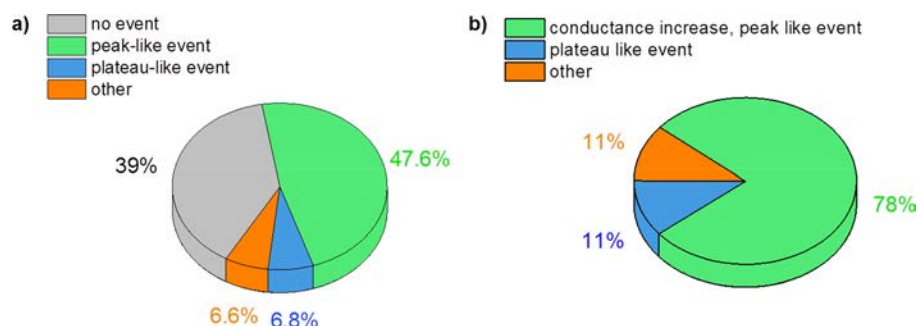 a)
no event
peak-like event
plateau-like event
other
39%
47.6%
6.6%
6.8%
b)
conductance increase, peak like event
plateau like event
other
11%
11%
78%